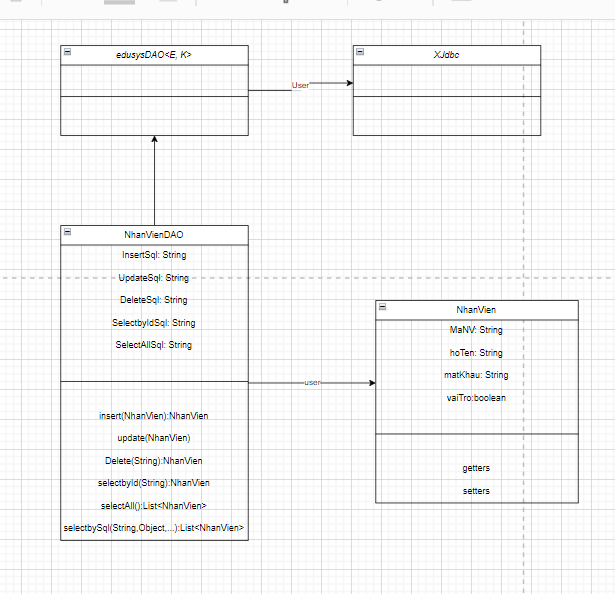 edusysDAO<E, K>
XJdbc
User
NhanVienDAO
InsertSql: String
UpdateSql: String
DeleteSql: String
SelectbyIdSql: String
SelectAllSql: String
insert(NhanVien):NhanVien
update(NhanVien)
Delete(String):NhanVien
selectbyId(String):NhanVien
selectAll():List<NhanVien>
selectbySql(String,Object,...):List<NhanVien>
user
NhanVien
MaNV: String
hoTen: String
matKhau: String
vaiTro:boolean
getters
setters